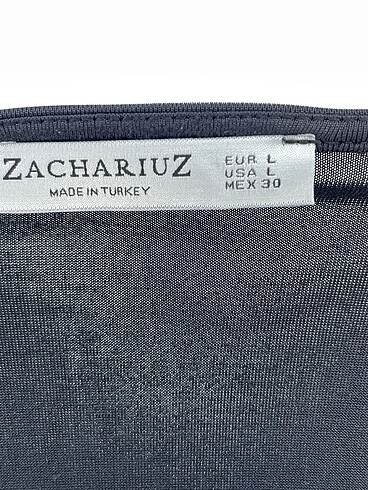 ZACHARIUZ
MADE IN TURKEY
EUR L
USA L
MEX 30